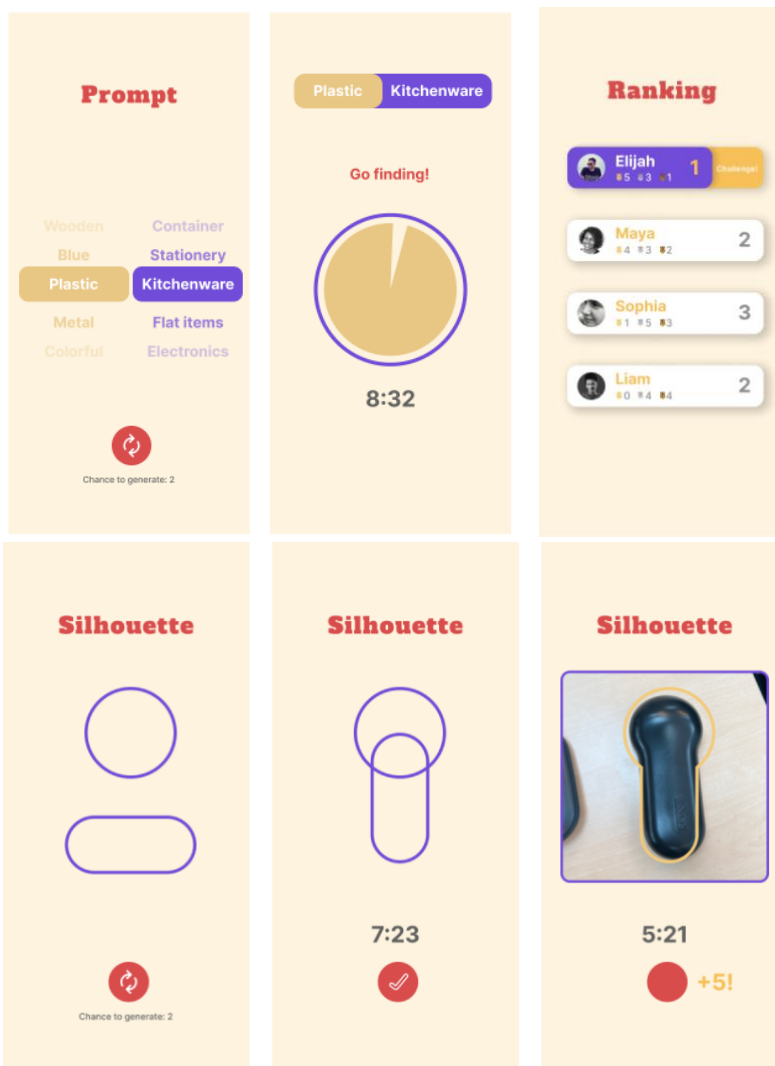 Prompt
Wooden Container
Blue Stationery
Plastic Kitchenware
Metal Flat items
Colorful Electronics
Chance to generate: 2
Plastic Kitchenware
Go finding!
8:32
Ranking
Elijah
5 3 1
1
Challenge!
Maya
4 3 2
2
Sophia
1 5 3
3
Liam
0 4 4
2
Silhouette
Chance to generate: 2
Silhouette
7:23
Silhouette
5:21
+5!